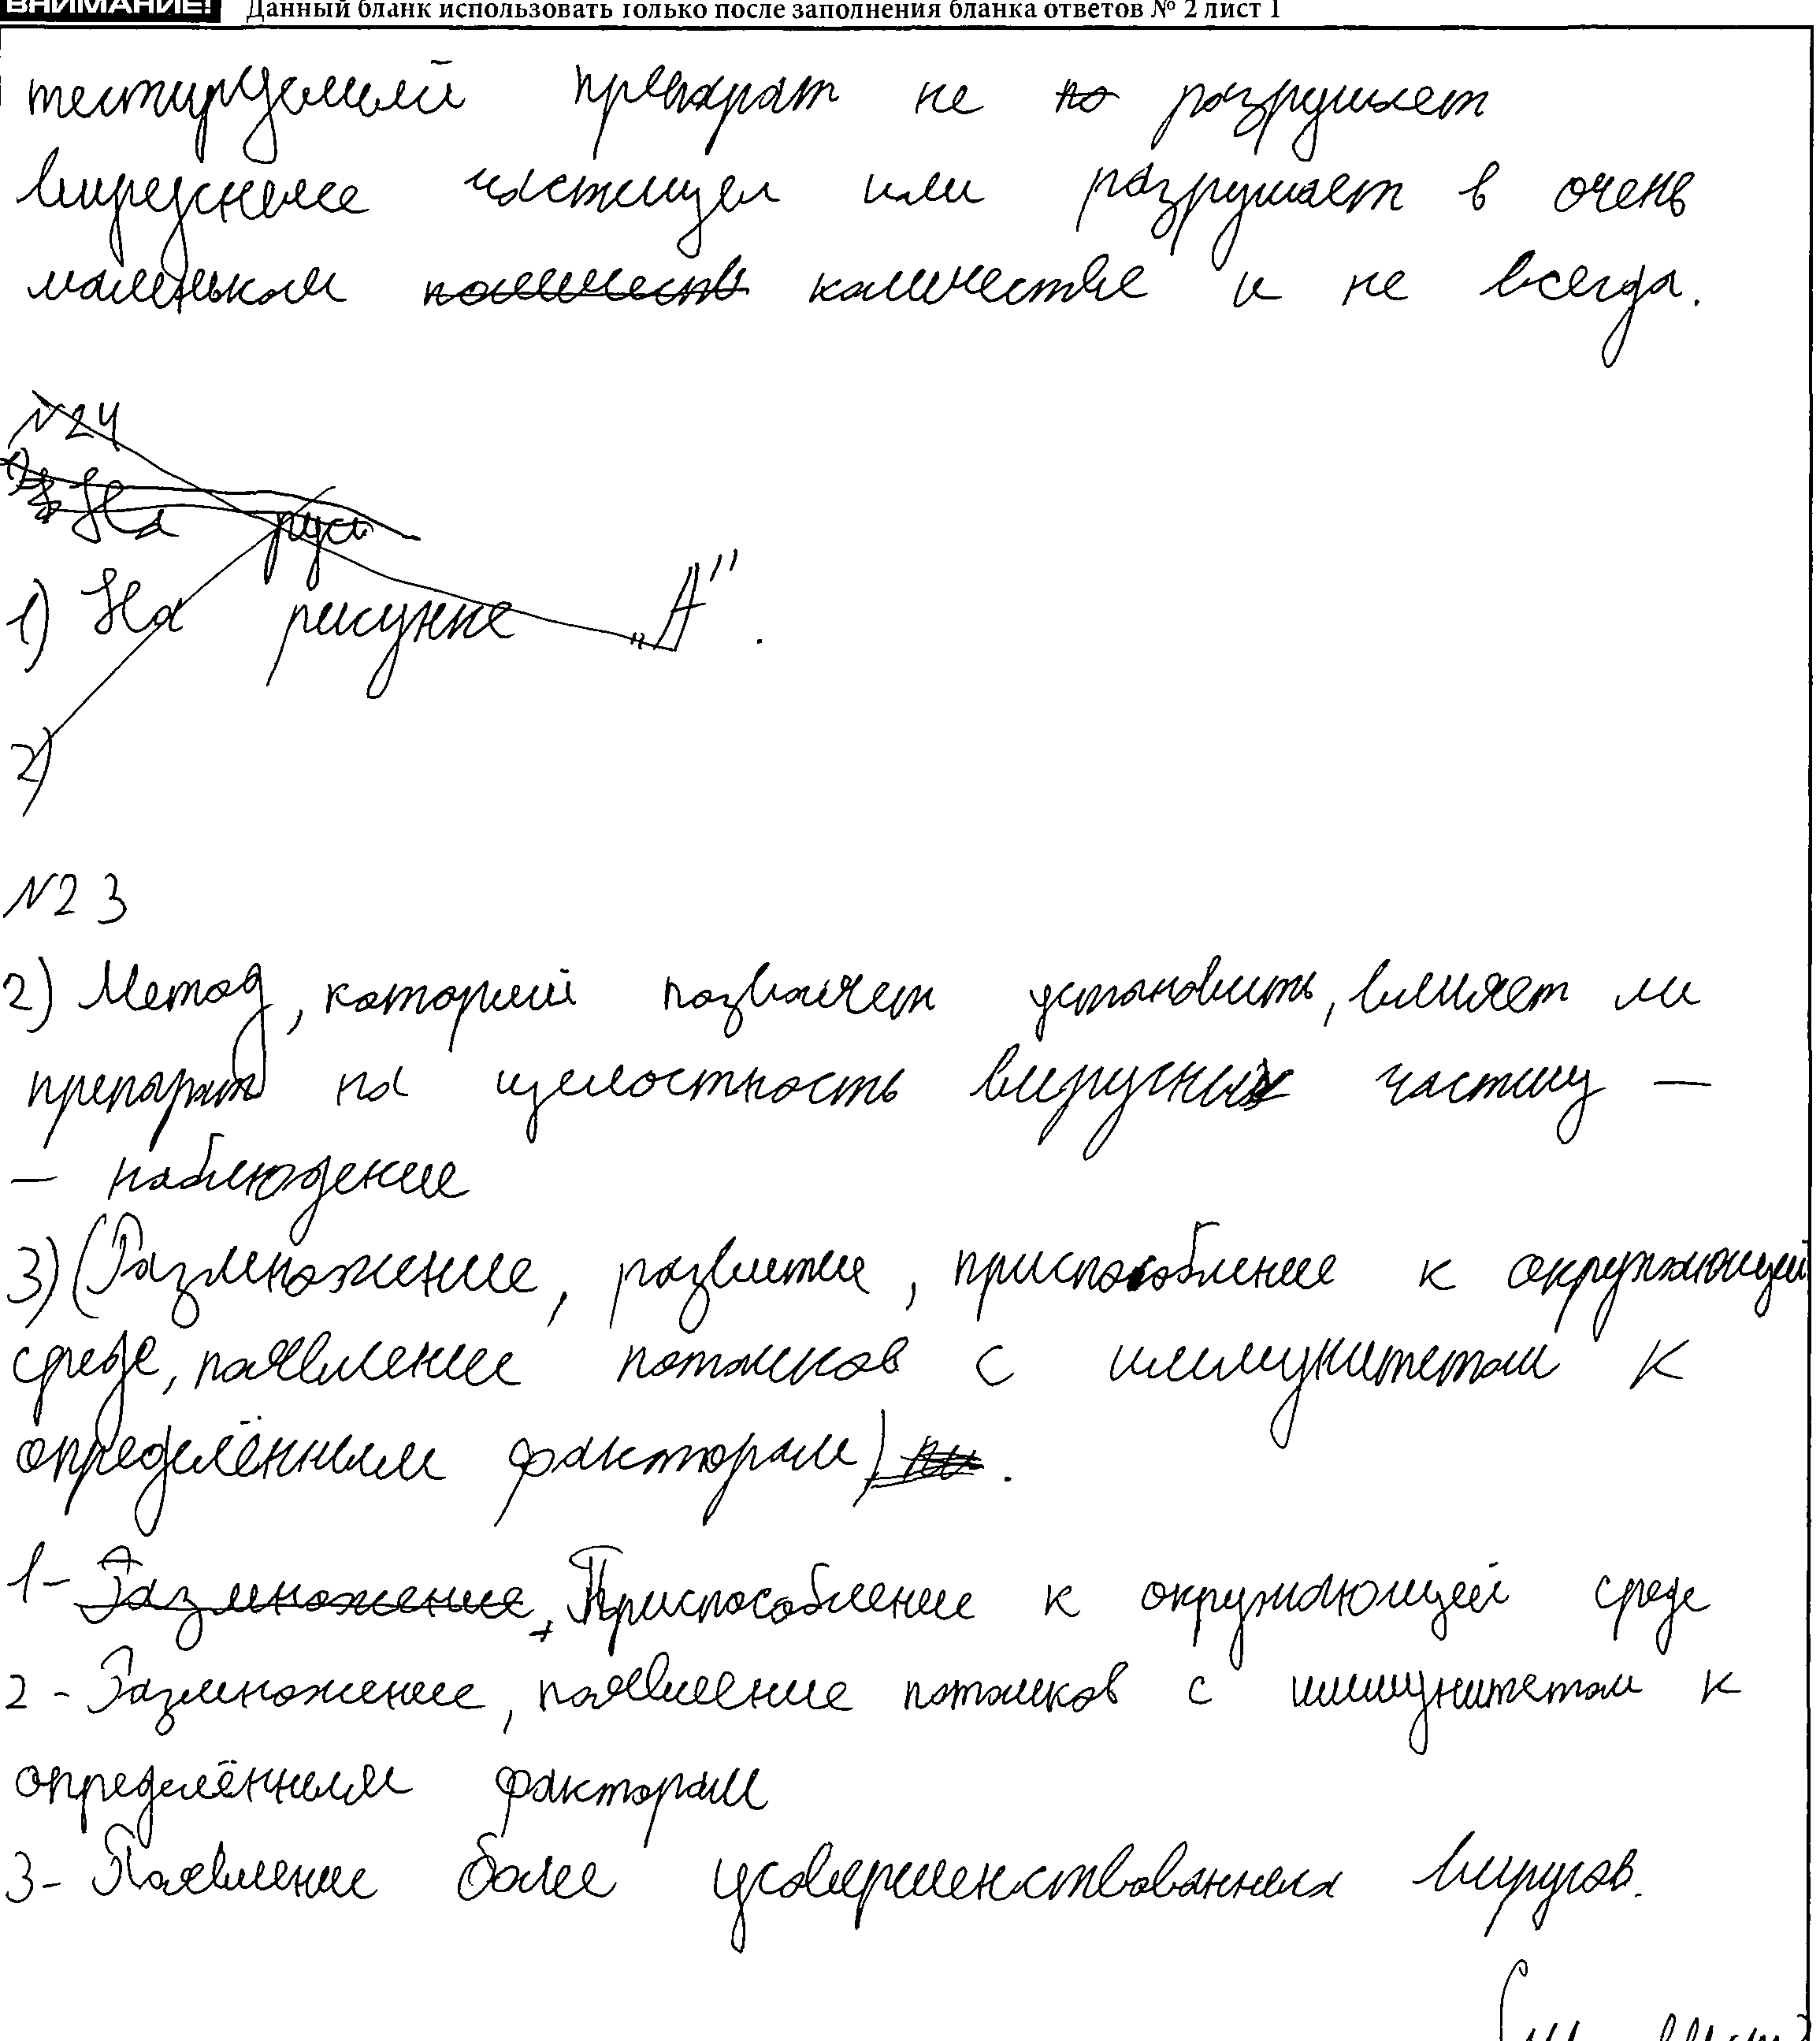 ВНИМАНИЕ! Данный бланк использовать только после заполнения бланка ответов № 2 лист 1
тестируемый препарат не по разрушает
вирусные частицы или разрушает в очень
маленьком количеств количестве и не всегда.
№24
1) На рису
1) На рисунке „А".
2)
№23
2) Метод, который позволяет установить, влияет ли
препарат на целостность вирусных частиц —
— наблюдение
3) (Размножение, развитие, приспособление к окружающей
среде, появление потомков с иммунитетом к
определённым факторам).
1- Размножение, Приспособление к окружающей среде
2 - Размножение, появление потомков с иммунитетом к
определённым факторам
3- Появление более усовершенствованных вирусов.